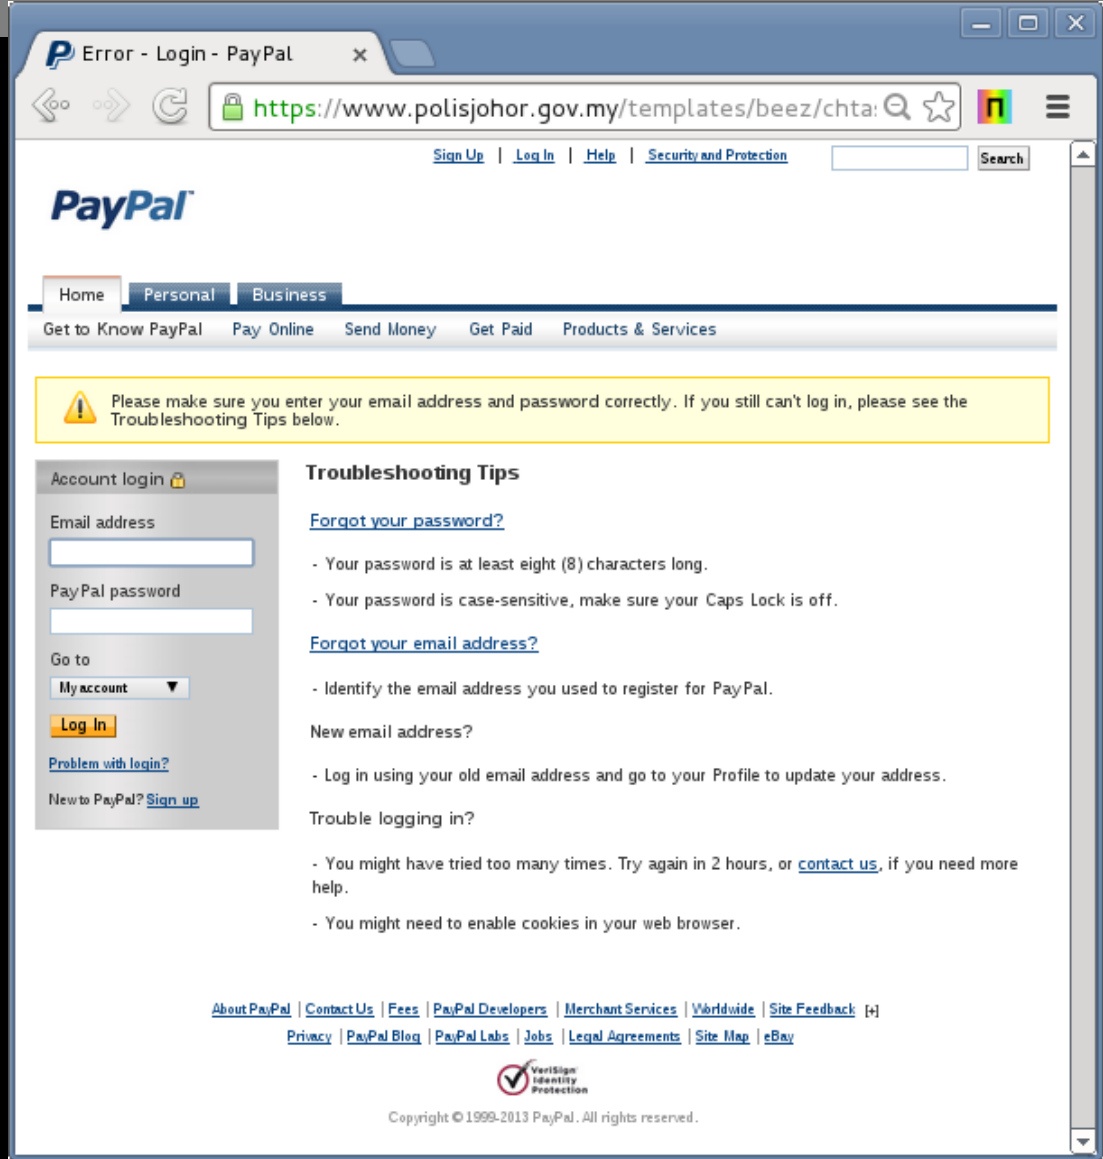 Error - Login - PayPal
https://www.polisjohor.gov.my/templates/beez/chta
Sign Up | Log In | Help | Security and Protection
Search
PayPal
Home Personal Business
Get to Know PayPal Pay Online Send Money Get Paid Products & Services
Please make sure you enter your email address and password correctly. If you still can't log in, please see the
Troubleshooting Tips below.
Account login
Email address
PayPal password
Go to
My account
Log In
Problem with login?
New to PayPal? Sign up
Troubleshooting Tips
Forgot your password?
- Your password is at least eight (8) characters long.
- Your password is case-sensitive, make sure your Caps Lock is off.
Forgot your email address?
- Identify the email address you used to register for PayPal.
New email address?
- Log in using your old email address and go to your Profile to update your address.
Trouble logging in?
- You might have tried too many times. Try again in 2 hours, or contact us, if you need more
help.
- You might need to enable cookies in your web browser.
About PayPal | Contact Us | Fees | PayPal Developers | Merchant Services | Worldwide | Site Feedback [+]
Privacy | PayPal Blog | PayPal Labs | Jobs | Legal Agreements | Site Map | eBay
VeriSign
Identity
Protection
Copyright © 1999-2013 PayPal. All rights reserved.